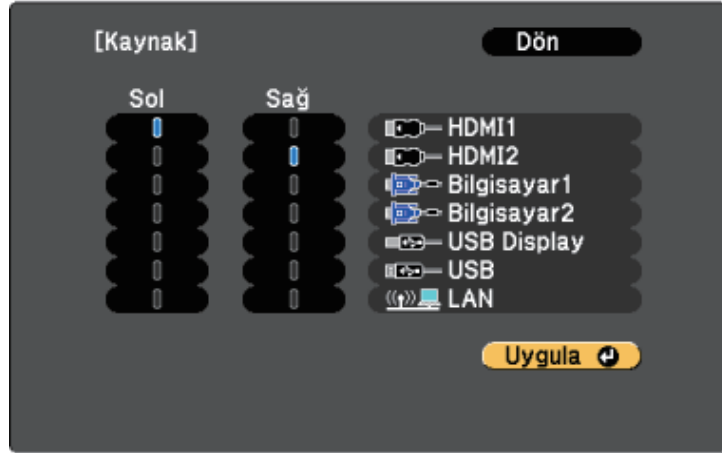 [Kaynak]
Dön
Sol Sağ
HDMI1
HDMI2
Bilgisayar1
Bilgisayar2
USB Display
USB
LAN
Uygula